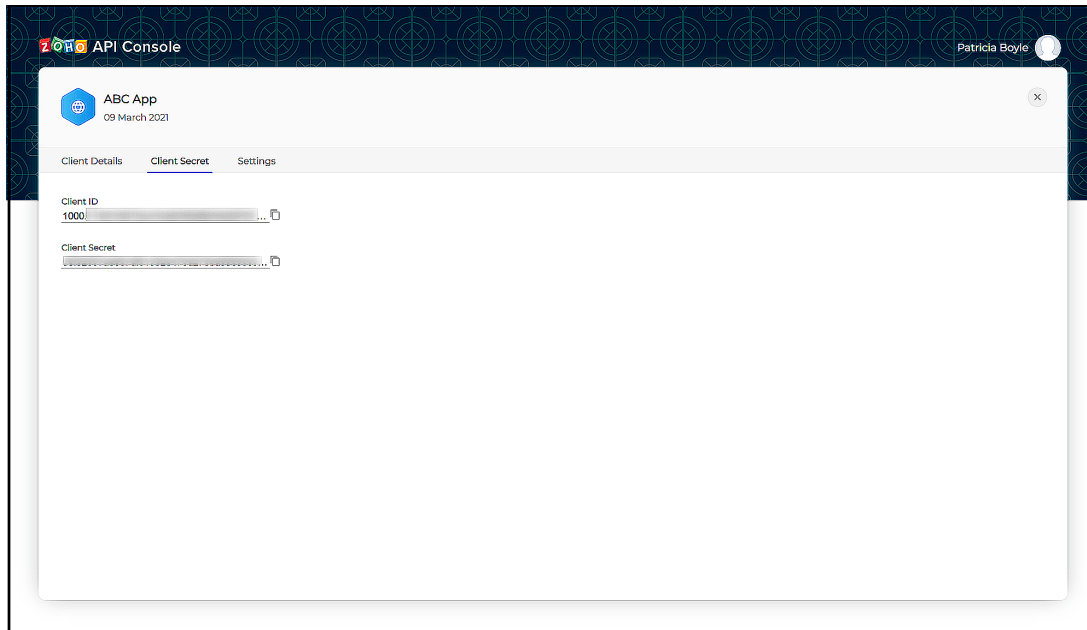 ZOHO API Console
Patricia Boyle
ABC App
09 March 2021
Client Details Client Secret Settings
Client ID
1000.
...
Client Secret
...